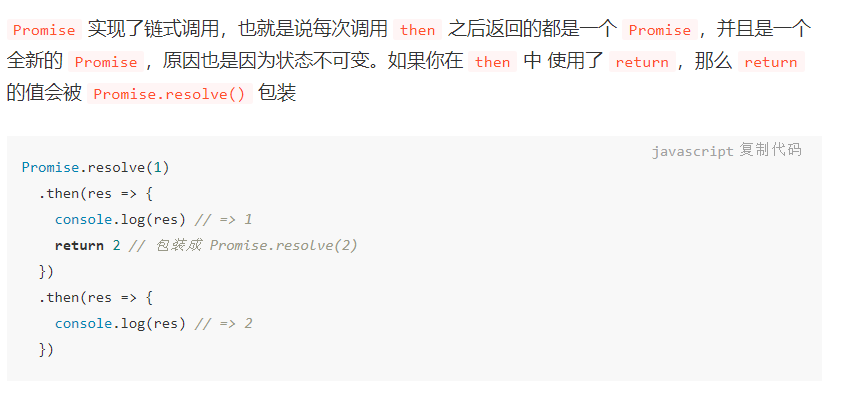 Promise 实现了链式调用，也就是说每次调用 then 之后返回的都是一个 Promise ，并且是一个
全新的 Promise ，原因也是因为状态不可变。如果你在 then 中 使用了 return ，那么 return
的值会被 Promise.resolve() 包装
javascript 复制代码
Promise.resolve(1)
  .then(res => {
    console.log(res) // => 1
    return 2 // 包装成 Promise.resolve(2)
  })
  .then(res => {
    console.log(res) // => 2
  })